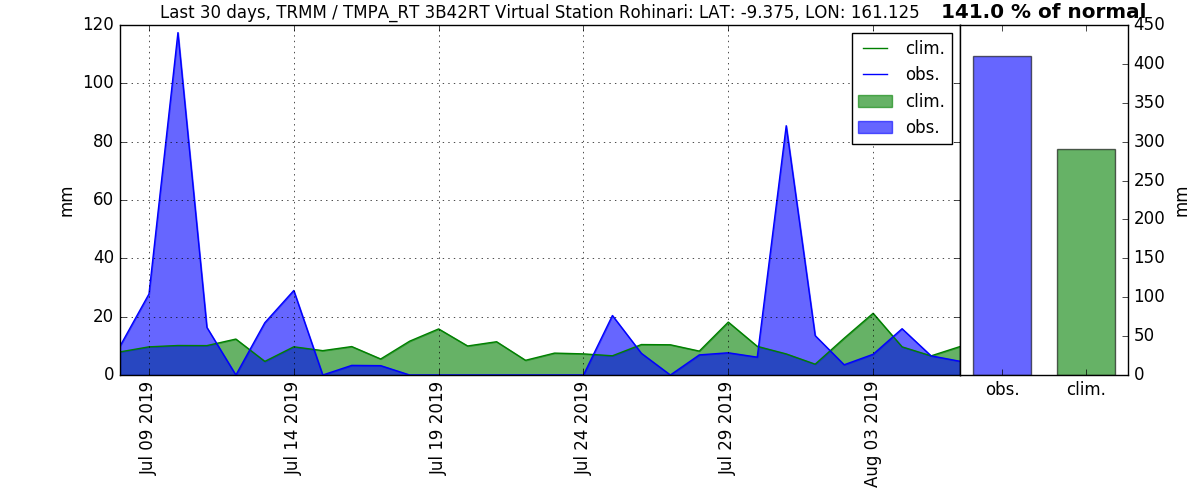 Last 30 days, TRMM / TMPA_RT 3B42RT Virtual Station Rohinari: LAT: -9.375, LON: 161.125
141.0 % of normal
120
100
80
60
40
20
0
mm
clim.
obs.
clim.
obs.
Jul 09 2019
Jul 14 2019
Jul 19 2019
Jul 24 2019
Jul 29 2019
Aug 03 2019
450
400
350
300
250
200
150
100
50
0
mm
obs.
clim.